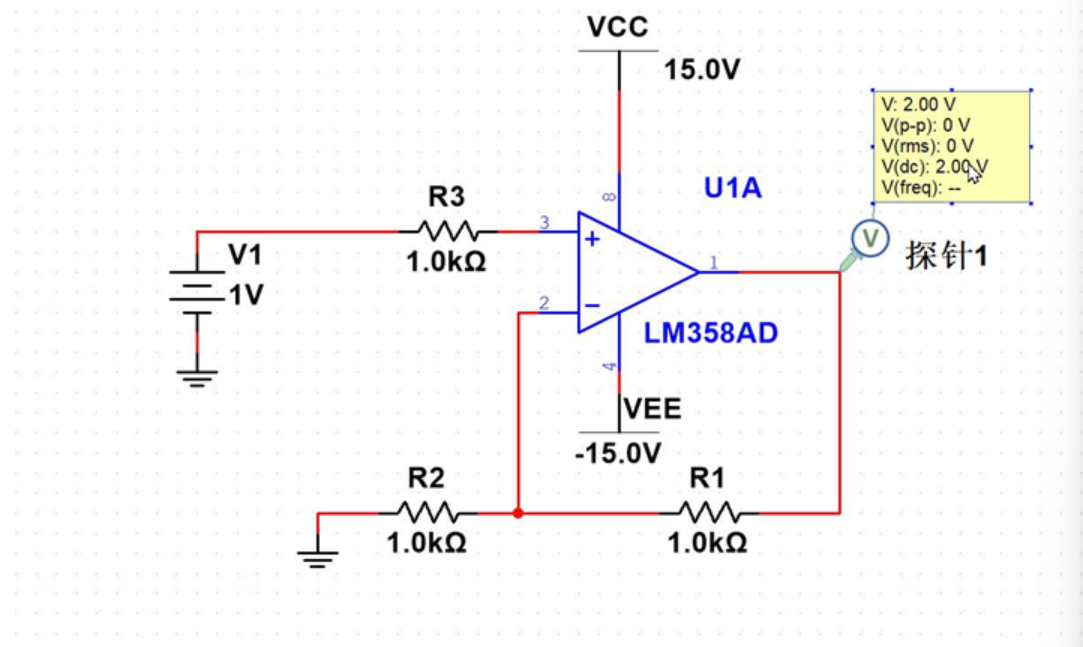 VCC
15.0V
V: 2.00 V
V(p-p): 0 V
V(rms): 0 V
V(dc): 2.00 V
V(freq): --
U1A
R3
8
3
+
1.0kΩ
V
探针1
V1
1V
1
2
−
LM358AD
4
VEE
-15.0V
R2
1.0kΩ
R1
1.0kΩ